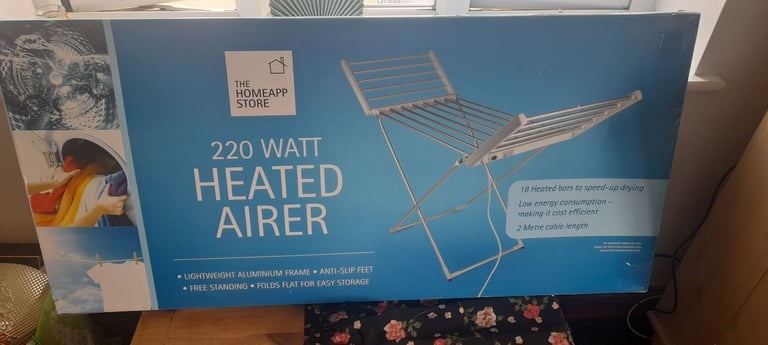 THE
HOMEAPP
STORE
220 WATT
HEATED
AIRER
• LIGHTWEIGHT ALUMINIUM FRAME • ANTI-SLIP FEET
• FREE STANDING • FOLDS FLAT FOR EASY STORAGE
18 Heated bars to speed-up drying
Low energy consumption -
making it cost efficient
2 Metre cable length